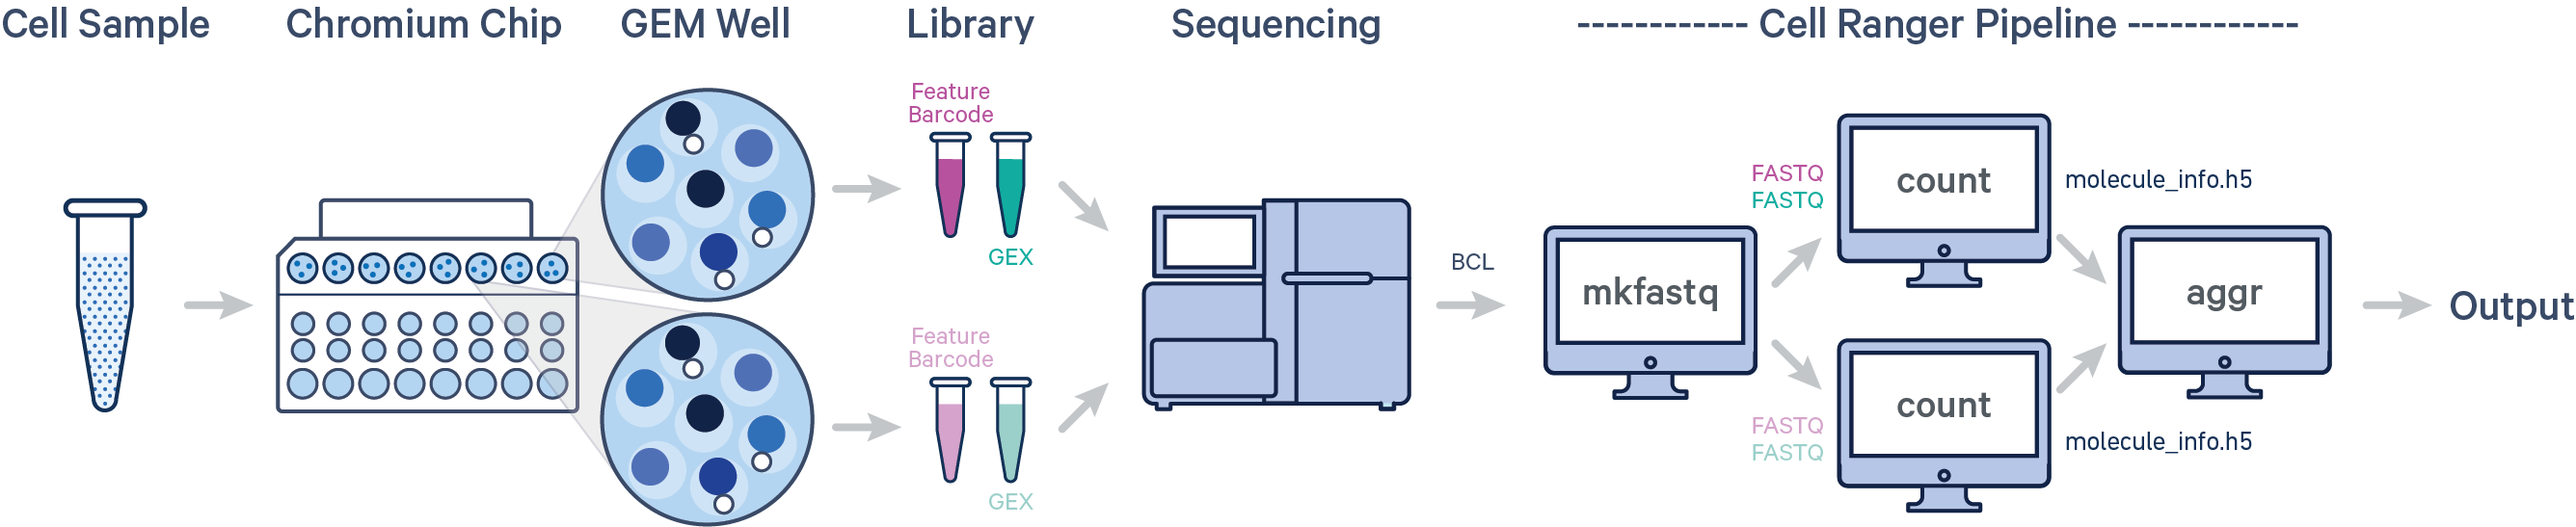 Cell Sample
Chromium Chip
GEM Well
Library
Sequencing
------------ Cell Ranger Pipeline ------------
Feature
Barcode
GEX
Feature
Barcode
GEX
BCL
mkfastq
FASTQ
FASTQ
count
molecule_info.h5
FASTQ
FASTQ
count
molecule_info.h5
aggr
Output